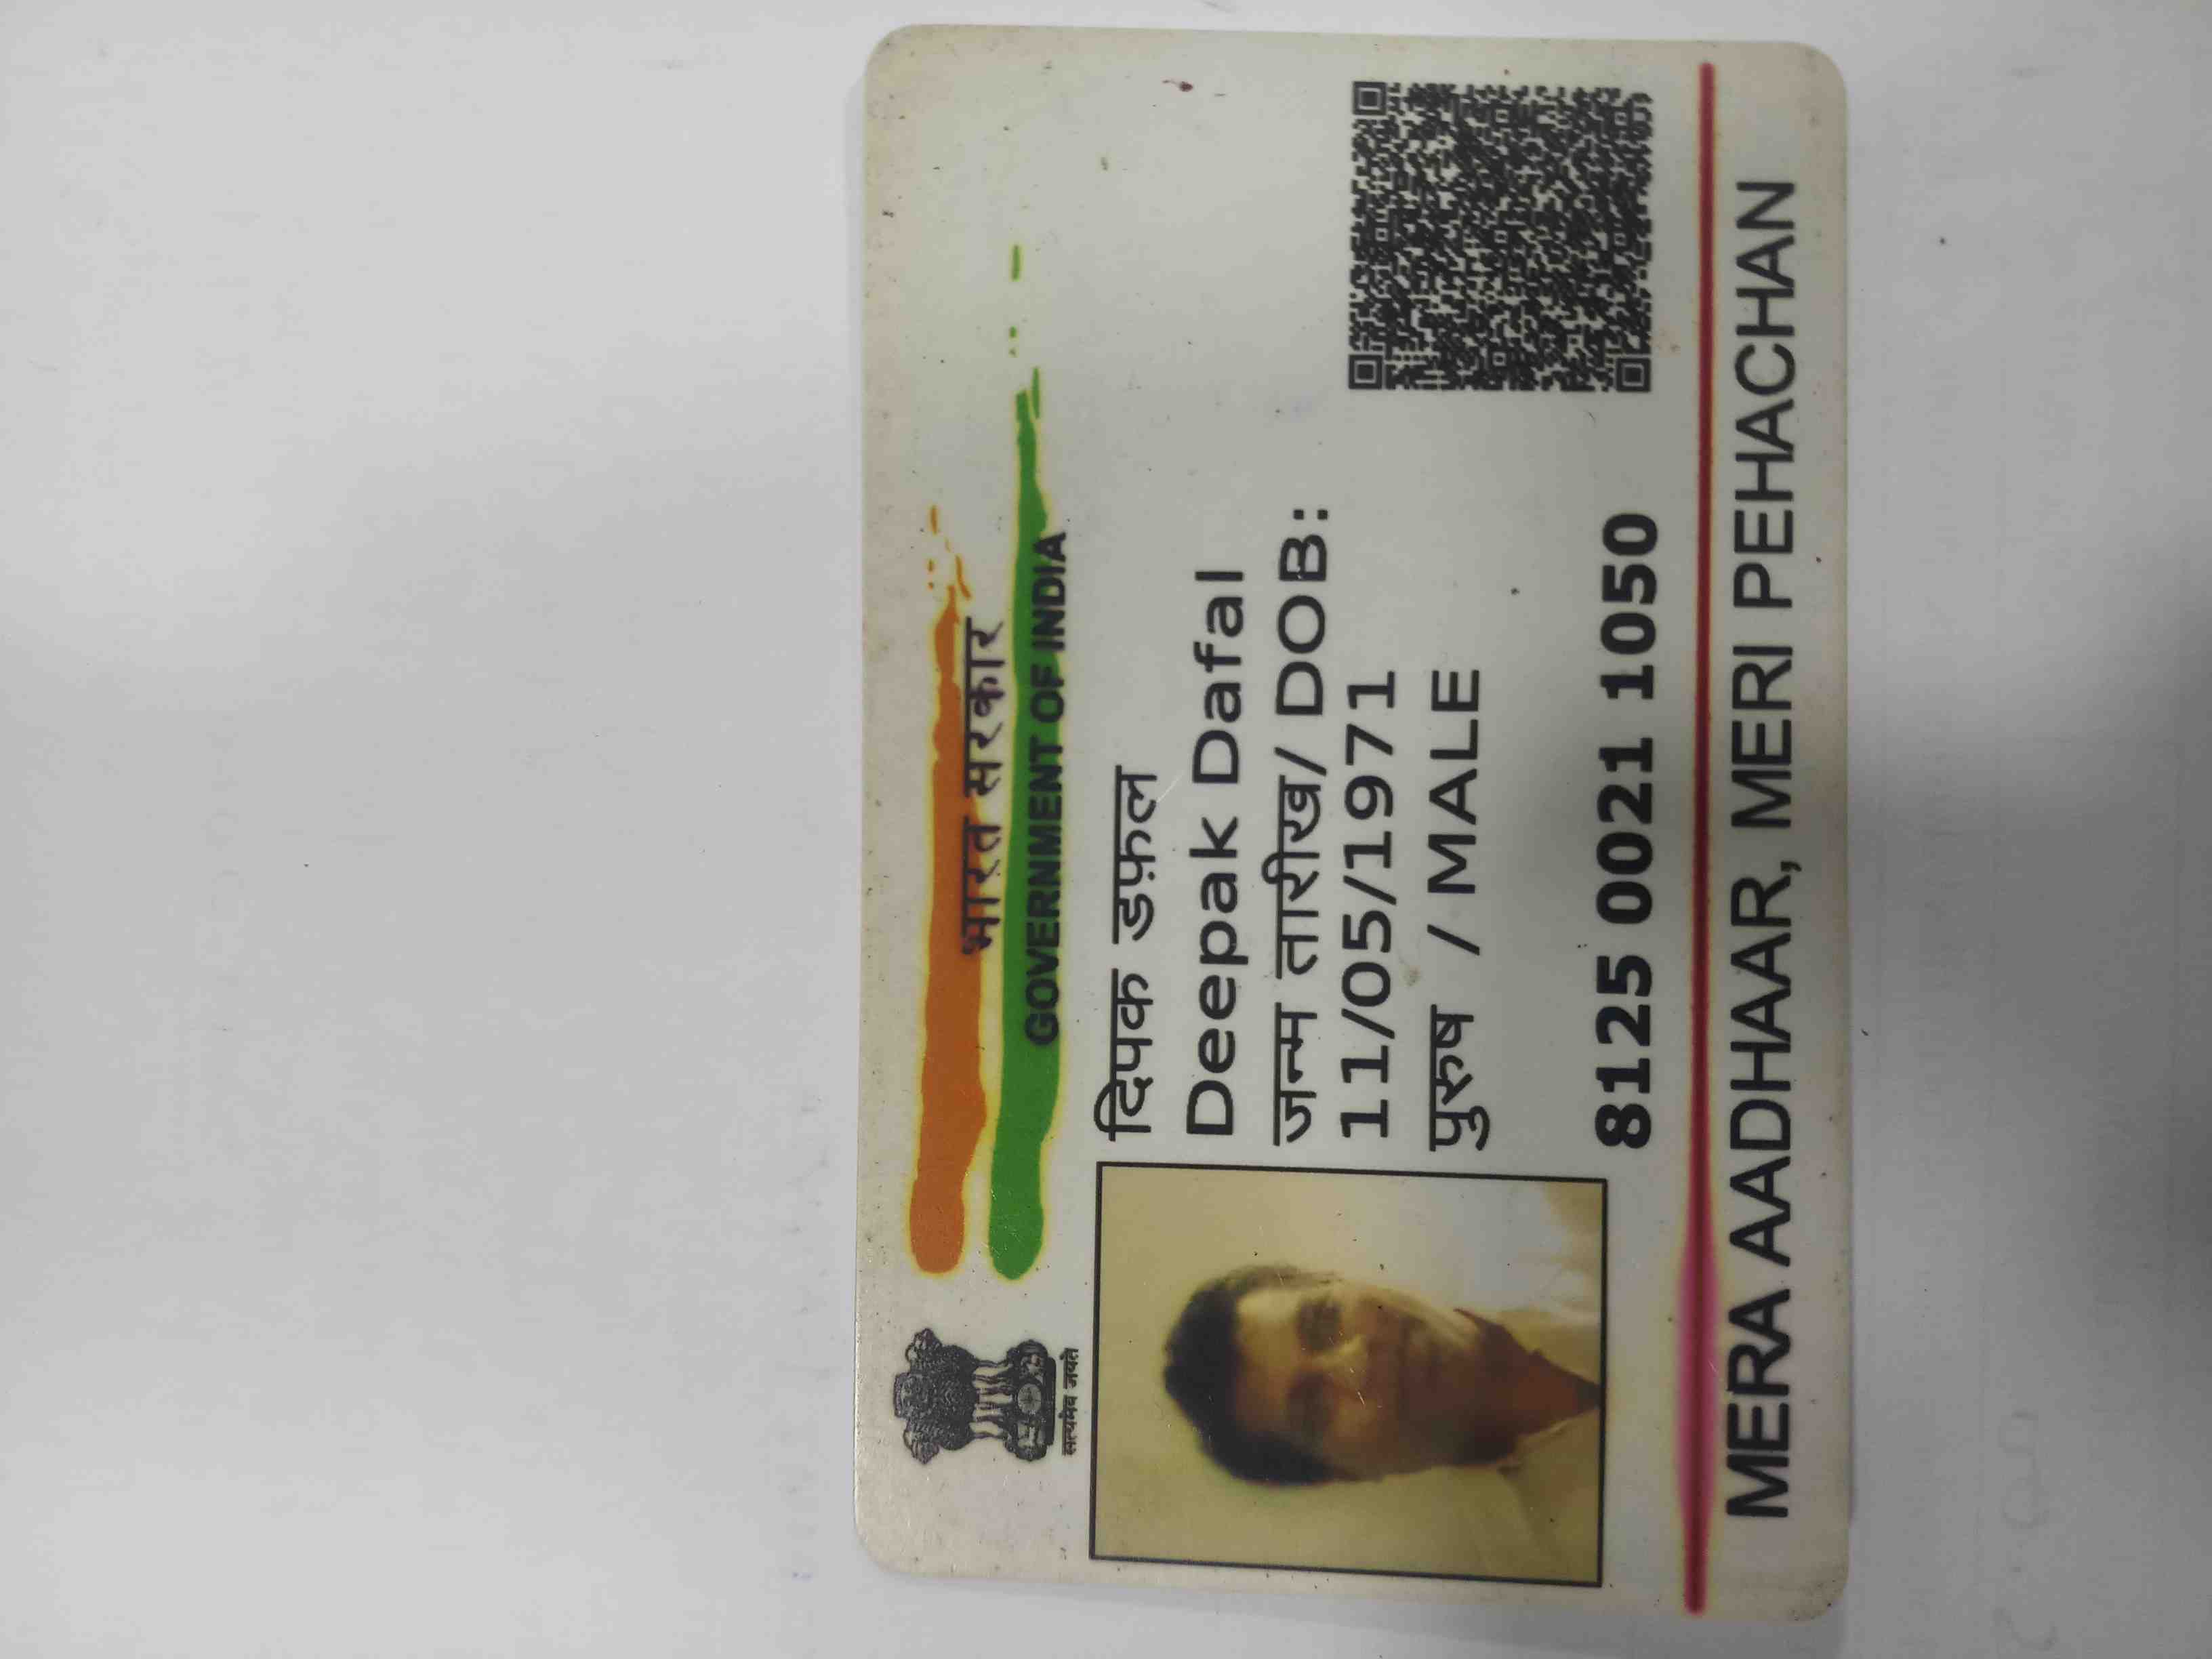 भारत सरकार
GOVERNMENT OF INDIA
सत्यमेव जयते
दिपक डफ़ल
Deepak Dafal
जन्म तारीख/ DOB:
11/05/1971
पुरुष / MALE
8125 0021 1050
MERA AADHAAR, MERI PEHACHAN